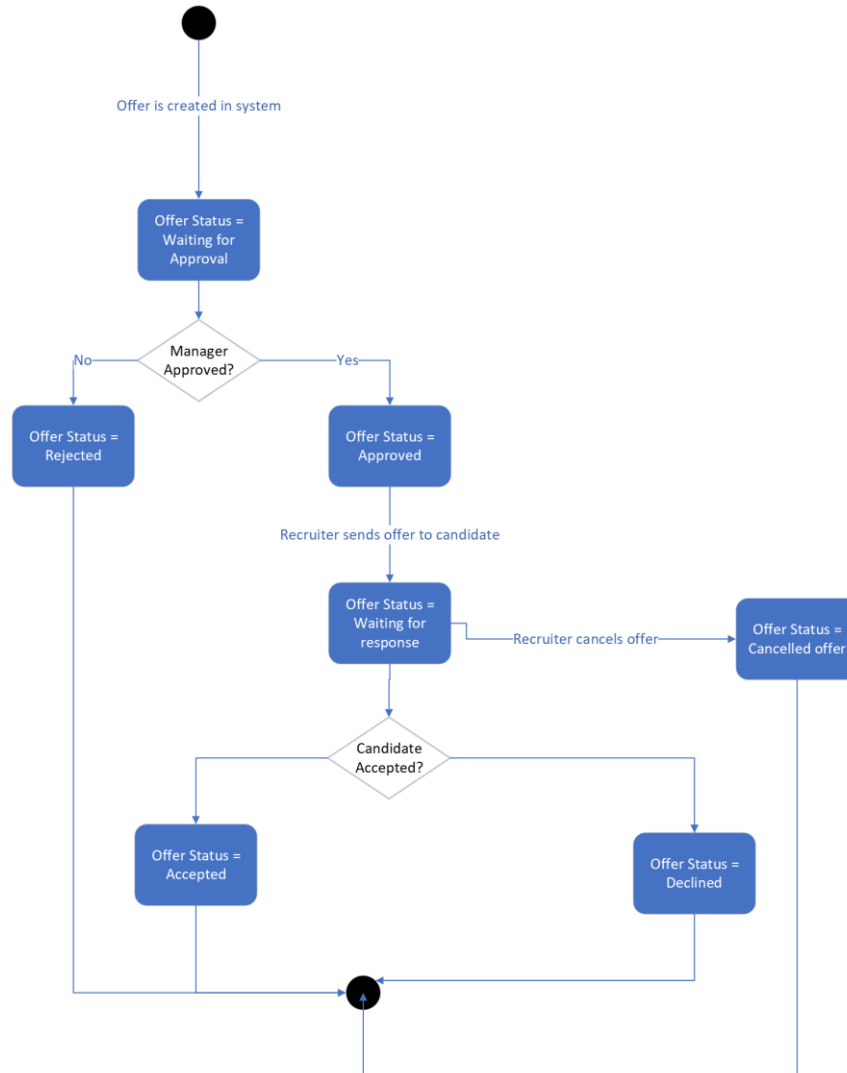 Offer is created in system
Offer Status =
Waiting for
Approval
Manager
Approved?
No
Yes
Offer Status =
Rejected
Offer Status =
Approved
Recruiter sends offer to candidate
Offer Status =
Waiting for
response
Recruiter cancels offer
Offer Status =
Cancelled offer
Candidate
Accepted?
Offer Status =
Accepted
Offer Status =
Declined